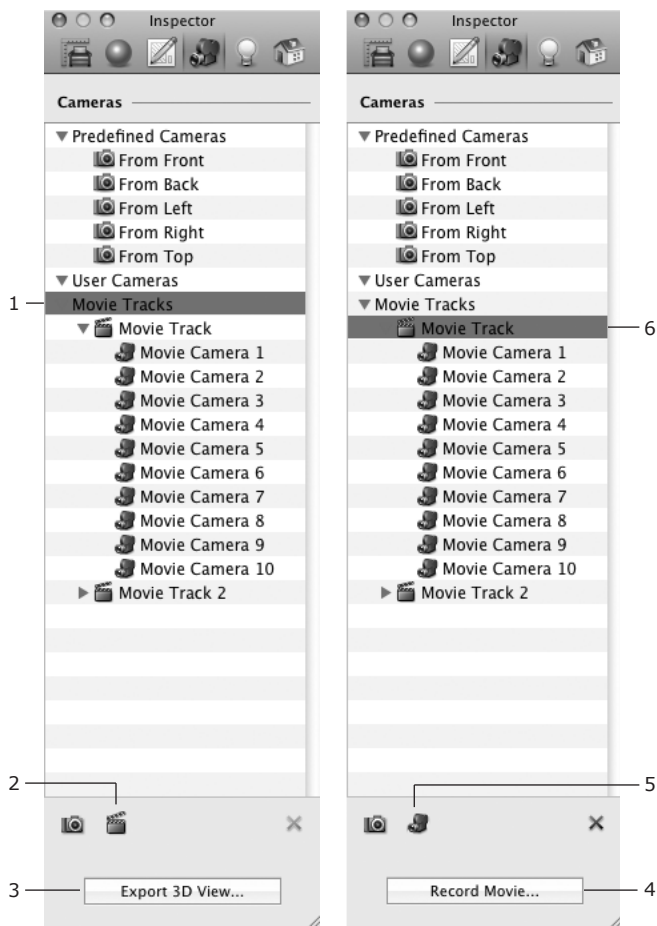 Inspector
Cameras
Predefined Cameras
From Front
From Back
From Left
From Right
From Top
User Cameras
1
Movie Tracks
Movie Track
Movie Camera 1
Movie Camera 2
Movie Camera 3
Movie Camera 4
Movie Camera 5
Movie Camera 6
Movie Camera 7
Movie Camera 8
Movie Camera 9
Movie Camera 10
Movie Track 2
2
3
Export 3D View...
Inspector
Cameras
Predefined Cameras
From Front
From Back
From Left
From Right
From Top
User Cameras
Movie Tracks
Movie Track
6
Movie Camera 1
Movie Camera 2
Movie Camera 3
Movie Camera 4
Movie Camera 5
Movie Camera 6
Movie Camera 7
Movie Camera 8
Movie Camera 9
Movie Camera 10
Movie Track 2
5
Record Movie...
4